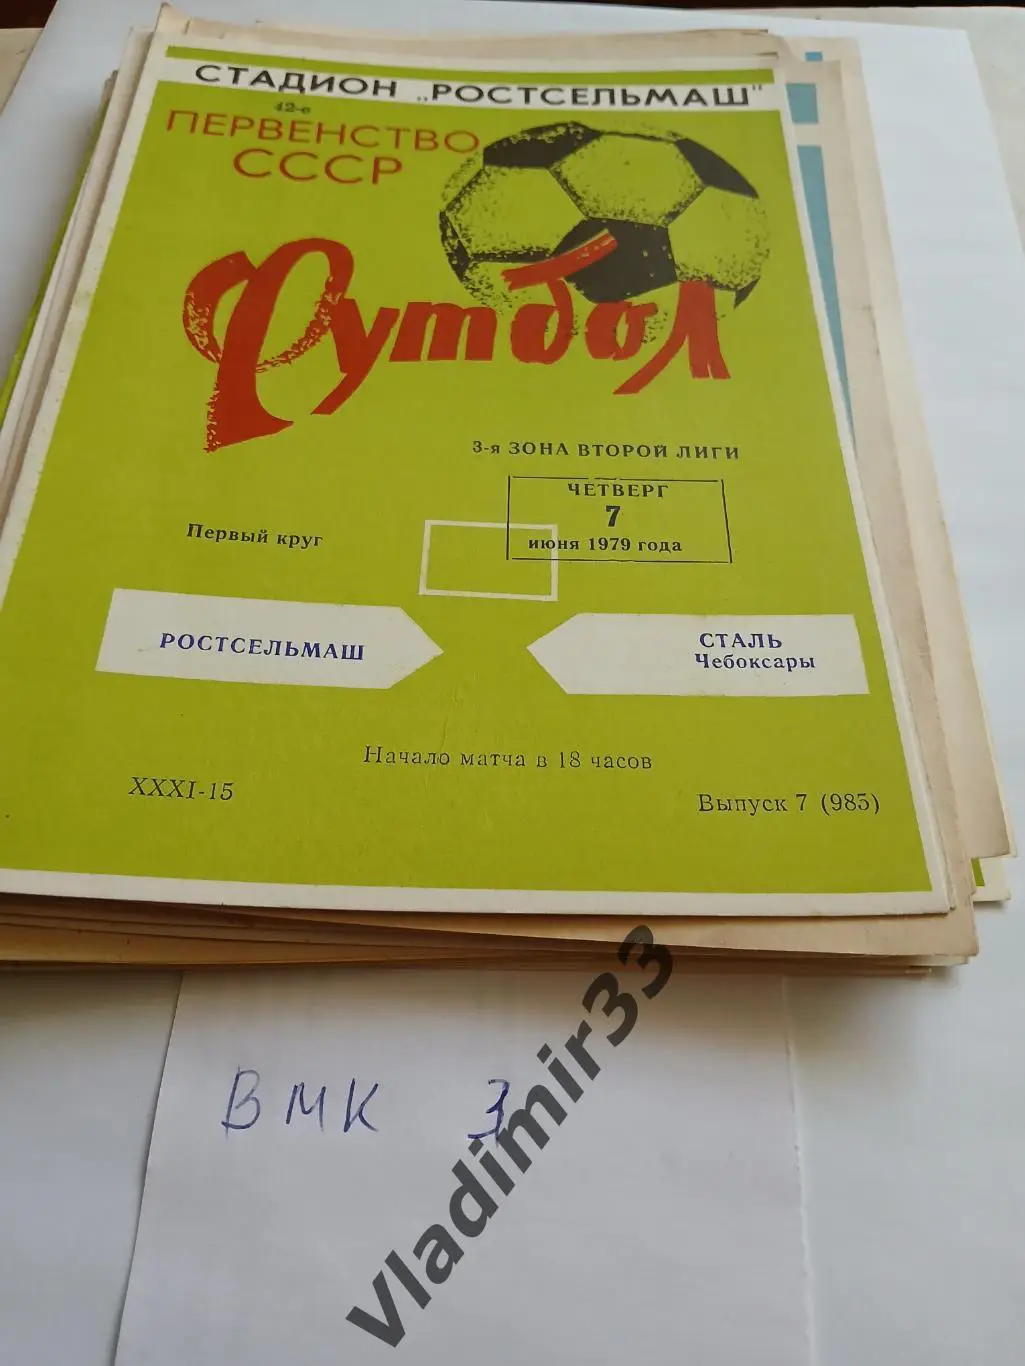 СТАДИОН „РОСТСЕЛЬМАШ"
42-е
ПЕРВЕНСТВО
СССР
Футбол
3-я ЗОНА ВТОРОЙ ЛИГИ
ЧЕТВЕРГ
7
июня 1979 года
Первый круг
РОСТСЕЛЬМАШ
СТАЛЬ
Чебоксары
Начало матча в 18 часов
XXXI-15
Выпуск 7 (985)
ВМК 3
Vladimir33